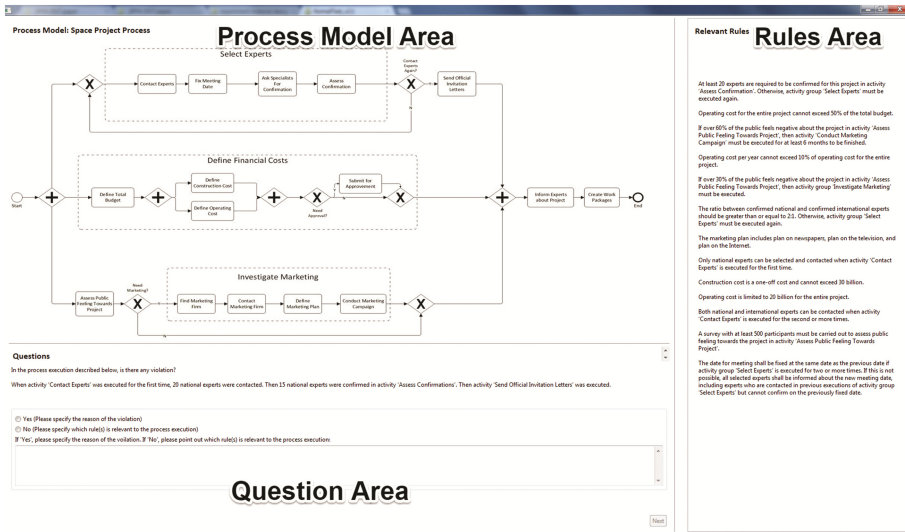 Process Model: Space Project Process
Process Model Area
Select Experts
Contact Experts
Fix Meeting
Date
Ask Specialists
For
Confirmation
Assess
Confirmation
Contact
Experts
Again?
Send Official
Invitation
Letters
Define Financial Costs
Start
Define Total
Budget
Define
Construction Cost
Define Operating
Cost
Need
Approval?
Submit for
Approvement
Inform Experts
about Project
Create Work
Packages
End
Investigate Marketing
Assess Public
Feeling Towards
Project
Need
Marketing?
Find Marketing
Firm
Contact
Marketing Firm
Define
Marketing Plan
Conduct Marketing
Campaign
Questions
In the process execution described below, is there any violation?
When activity 'Contact Experts' was executed for the first time, 20 national experts were contacted. Then 15 national experts were confirmed in activity 'Assess Confirmations'. Then activity 'Send Official Invitation Letters' was executed.
Yes (Please specify the reason of the violation)
No (Please specify which rule(s) is relevant to the process execution)
If 'Yes', please specify the reason of the voilation. If 'No', please point out which rule(s) is relevant to the process execution:
Question Area
Next
Relevant Rules
Rules Area
At least 20 experts are required to be confirmed for this project in activity
'Assess Confirmation'. Otherwise, activity group 'Select Experts' must be
executed again.
Operating cost for the entire project cannot exceed 50% of the total budget.
If over 60% of the public feels negative about the project in activity 'Assess
Public Feeling Towards Project', then activity 'Conduct Marketing
Campaign' must be executed for at least 6 months to be finished.
Operating cost per year cannot exceed 10% of operating cost for the entire
project.
If over 30% of the public feels negative about the project in activity 'Assess
Public Feeling Towards Project', then activity group 'Investigate Marketing'
must be executed.
The ratio between confirmed national and confirmed international experts
should be greater than or equal to 2:1. Otherwise, activity group 'Select
Experts' must be executed again.
The marketing plan includes plan on newspapers, plan on the television, and
plan on the Internet.
Only national experts can be selected and contacted when activity 'Contact
Experts' is executed for the first time.
Construction cost is a one-off cost and cannot exceed 30 billion.
Operating cost is limited to 20 billion for the entire project.
Both national and international experts can be contacted when activity
'Contact Experts' is executed for the second or more times.
A survey with at least 500 participants must be carried out to assess public
feeling towards the project in activity 'Assess Public Feeling Towards
Project'.
The date for meeting shall be fixed at the same date as the previous date if
activity group 'Select Experts' is executed for two or more times. If this is not
possible, all selected experts shall be informed about the new meeting date,
including experts who are contacted in previous executions of activity group
'Select Experts' but cannot confirm on the previously fixed date.